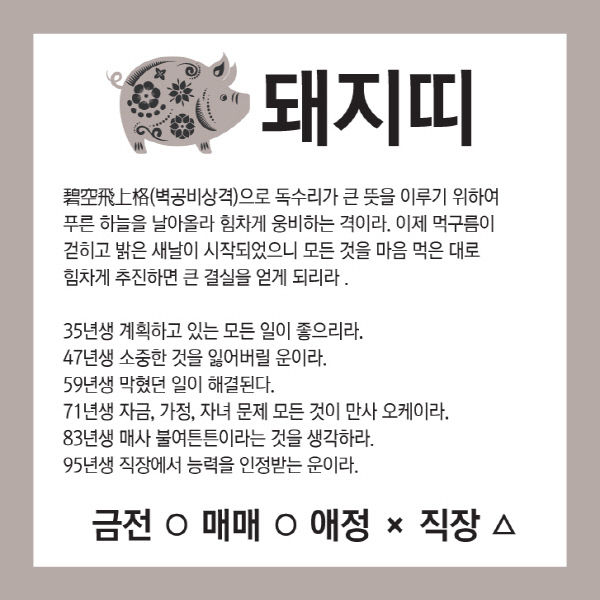 돼지띠
碧空飛上格(벽공비상격)으로 독수리가 큰 뜻을 이루기 위하여
푸른 하늘을 날아올라 힘차게 웅비하는 격이라. 이제 먹구름이
걷히고 밝은 새날이 시작되었으니 모든 것을 마음 먹은 대로
힘차게 추진하면 큰 결실을 얻게 되리라 .
35년생 계획하고 있는 모든 일이 좋으리라.
47년생 소중한 것을 잃어버릴 운이라.
59년생 막혔던 일이 해결된다.
71년생 자금, 가정, 자녀 문제 모든 것이 만사 오케이라.
83년생 매사 불여튼튼이라는 것을 생각하라.
95년생 직장에서 능력을 인정받는 운이라.
금전 ○ 매매 ○ 애정 × 직장 △